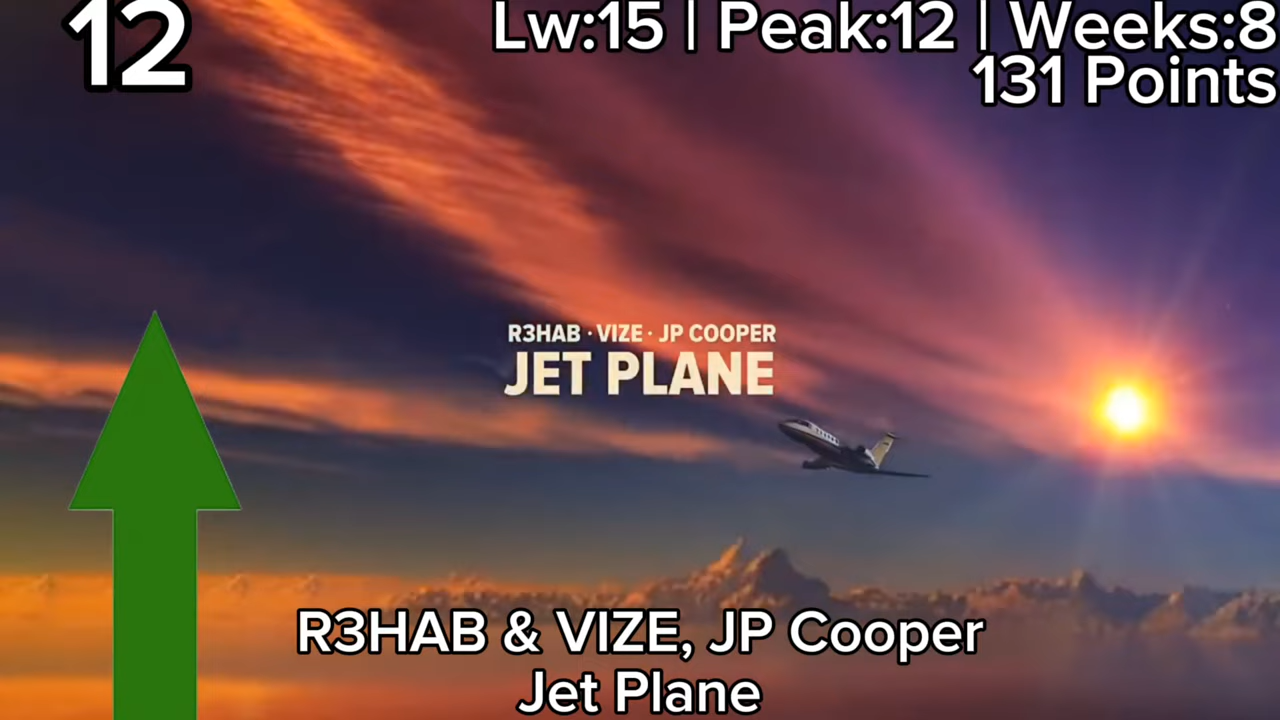 12
Lw:15 | Peak:12 | Weeks:8
131 Points
R3HAB · VIZE · JP COOPER
JET PLANE
R3HAB & VIZE, JP Cooper
Jet Plane